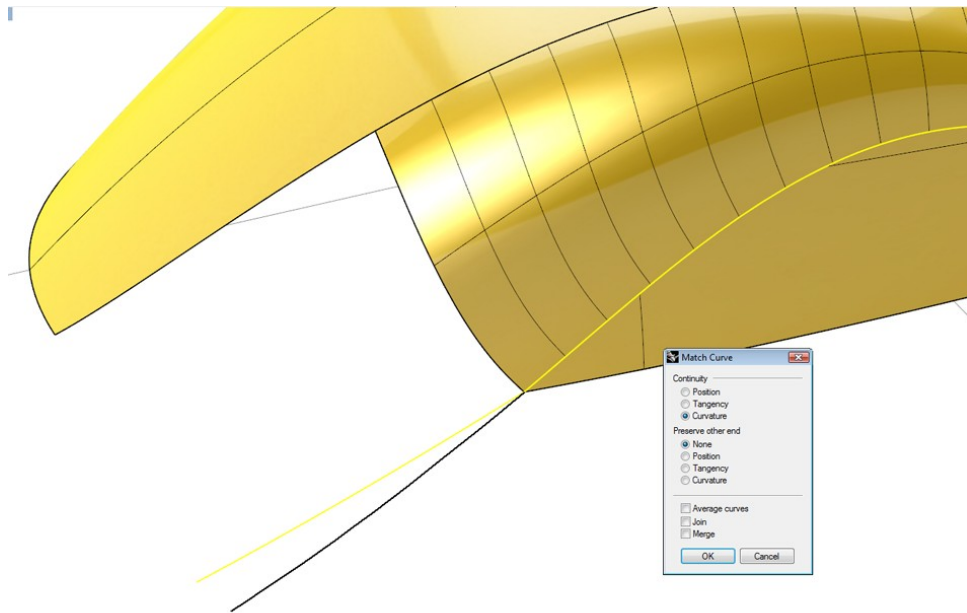 Match Curve
Continuity
Position
Tangency
Curvature
Preserve other end
None
Position
Tangency
Curvature
Average curves
Join
Merge
OK Cancel